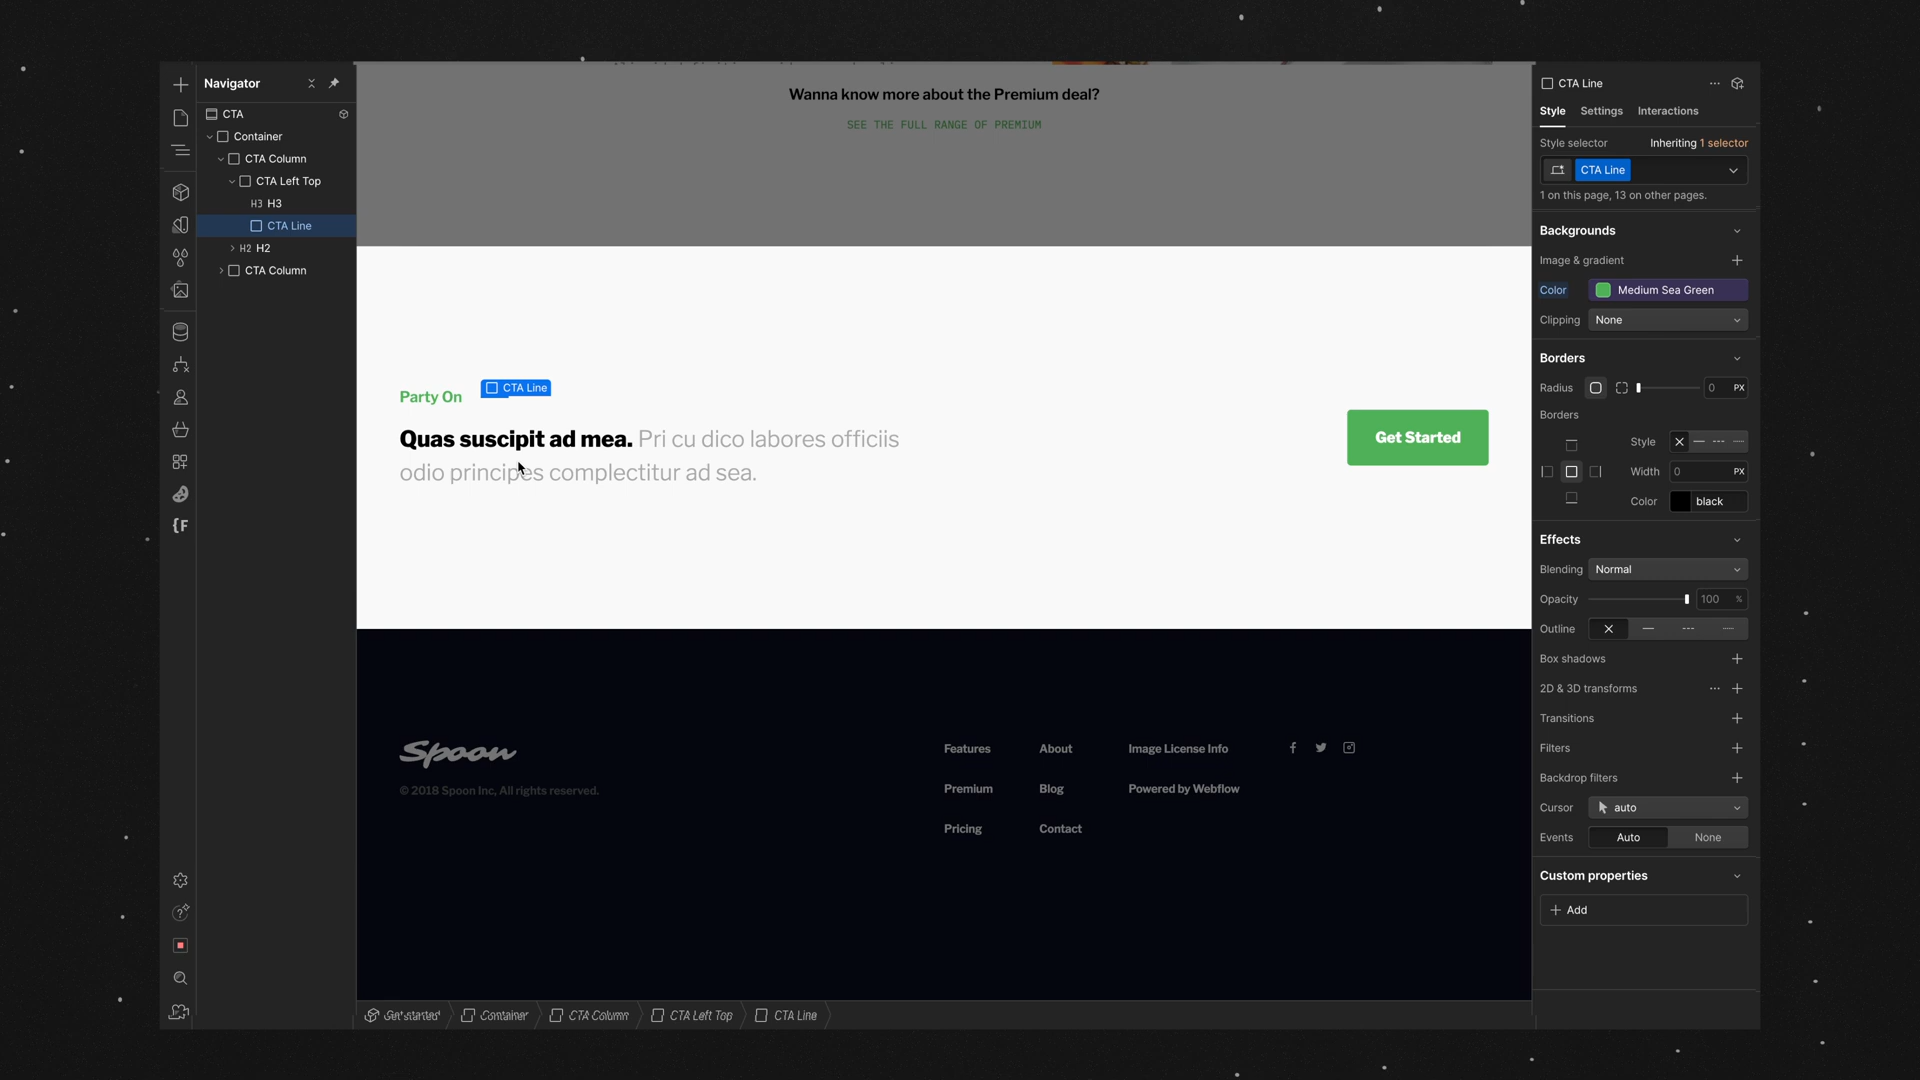 Navigator
CTA
Container
CTA Column
CTA Left Top
H3 H3
CTA Line
H2 H2
CTA Column
{F
Wanna know more about the Premium deal?
SEE THE FULL RANGE OF PREMIUM
Party On
CTA Line
Quas suscipit ad mea. Pri cu dico labores officiis
odio principes complectitur ad sea.
Get Started
Spoon
© 2018 Spoon Inc, All rights reserved.
Features
About
Image License Info
Premium
Blog
Powered by Webflow
Pricing
Contact
Get started
Container
CTA Column
CTA Left Top
CTA Line
CTA Line
Style Settings Interactions
Style selector Inheriting 1 selector
CTA Line
1 on this page, 13 on other pages.
Backgrounds
Image & gradient
Color Medium Sea Green
Clipping None
Borders
Radius 0 PX
Borders
Style
Width 0 PX
Color black
Effects
Blending Normal
Opacity 100 %
Outline
Box shadows
2D & 3D transforms
Transitions
Filters
Backdrop filters
Cursor auto
Events Auto None
Custom properties
Add